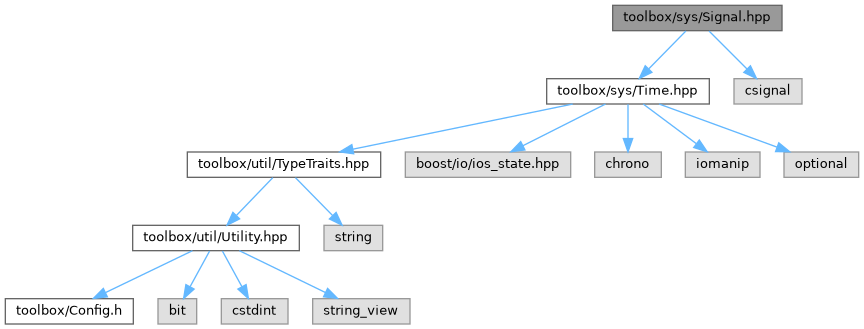 toolbox/sys/Signal.hpp
toolbox/sys/Time.hpp
csignal
toolbox/util/TypeTraits.hpp
boost/io/ios_state.hpp
chrono
iomanip
optional
toolbox/util/Utility.hpp
string
toolbox/Config.h
bit
cstdint
string_view